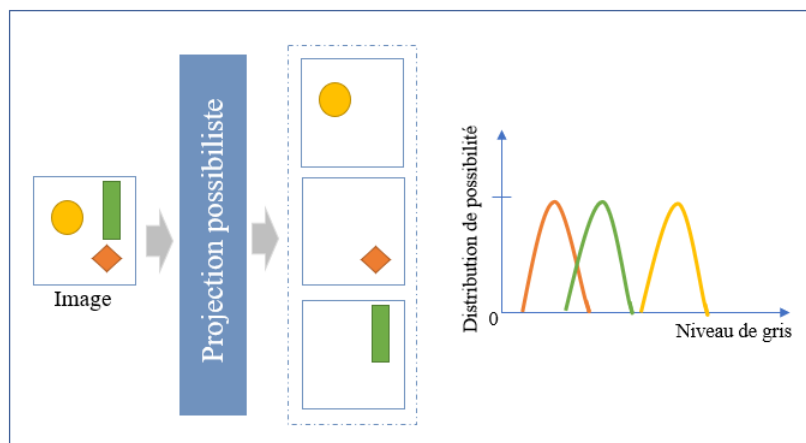 Image
Projection possibiliste
Distribution de possibilité
0
Niveau de gris